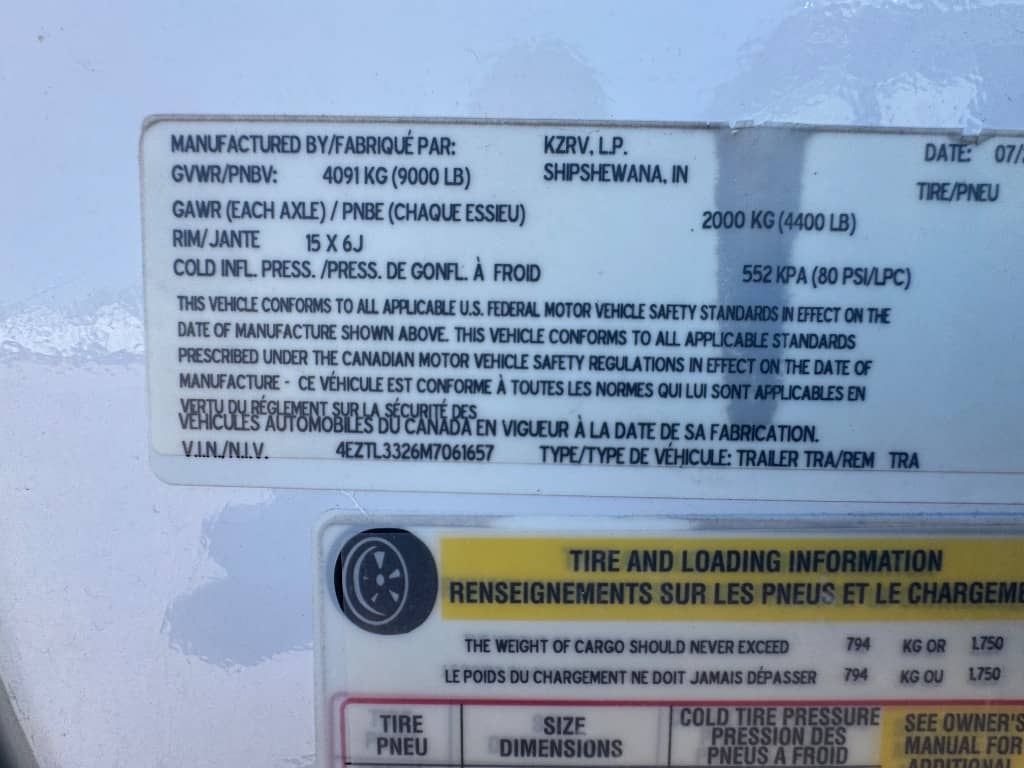 MANUFACTURED BY/FABRIQUÉ PAR: KZRV, L.P. DATE: 07/
GVWR/PNBV: 4091 KG (9000 LB) SHIPSHEWANA, IN TIRE/PNEU
GAWR (EACH AXLE) / PNBE (CHAQUE ESSIEU) 2000 KG (4400 LB)
RIM/JANTE 15 X 6J
COLD INFL. PRESS. /PRESS. DE GONFL. À FROID 552 KPA (80 PSI/LPC)
THIS VEHICLE CONFORMS TO ALL APPLICABLE U.S. FEDERAL MOTOR VEHICLE SAFETY STANDARDS IN EFFECT ON THE
DATE OF MANUFACTURE SHOWN ABOVE. THIS VEHICLE CONFORMS TO ALL APPLICABLE STANDARDS
PRESCRIBED UNDER THE CANADIAN MOTOR VEHICLE SAFETY REGULATIONS IN EFFECT ON THE DATE OF
MANUFACTURE - CE VÉHICULE EST CONFORME À TOUTES LES NORMES QUI LUI SONT APPLICABLES EN
VERTU DU RÉGLEMENT SUR LA SÉCURITÉ DES
VEHICULES AUTOMOBILES DU CANADA EN VIGUEUR À LA DATE DE SA FABRICATION.
V.I.N./N.I.V. 4EZTL3326M7061657 TYPE/TYPE DE VÉHICULE: TRAILER TRA/REM TRA
TIRE AND LOADING INFORMATION
RENSEIGNEMENTS SUR LES PNEUS ET LE CHARGEME
THE WEIGHT OF CARGO SHOULD NEVER EXCEED 794 KG OR 1,750
LE POIDS DU CHARGEMENT NE DOIT JAMAIS DÉPASSER 794 KG OU 1,750
TIRE SIZE COLD TIRE PRESSURE SEE OWNER'S
PNEU DIMENSIONS PRESSION DES MANUAL FOR
PNEUS A FROID ADDITIONAL